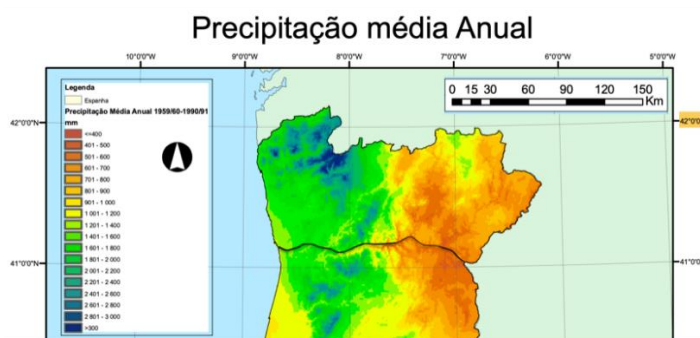 Precipitação média Anual
10°0'0"W 9°0'0"W 8°0'0"W 7°0'0"W 6°0'0"W 5°0'0"W
Legenda
Espanha
Precipitação Média Anual 1959/60-1990/91
mm
<=400
401 - 500
501 - 600
601 - 700
701 - 800
801 - 900
901 - 1 000
1 001 - 1 200
1 201 - 1 400
1 401 - 1 600
1 601 - 1 800
1 801 - 2 000
2 001 - 2 200
2 201 - 2 400
2 401 - 2 600
2 601 - 2 800
2 801 - 3 000
>300
0 15 30 60 90 120 150
Km
42°0'0"N 42°0'0"N
41°0'0"N 41°0'0"N